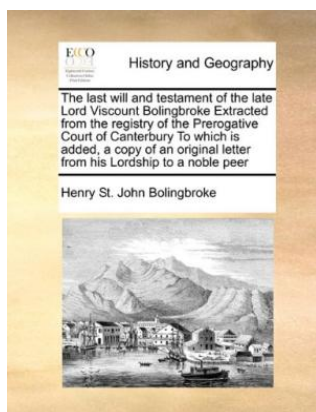 ECCO
History and Geography
The last will and testament of the late
Lord Viscount Bolingbroke Extracted
from the registry of the Prerogative
Court of Canterbury To which is
added, a copy of an original letter
from his Lordship to a noble peer
Henry St. John Bolingbroke